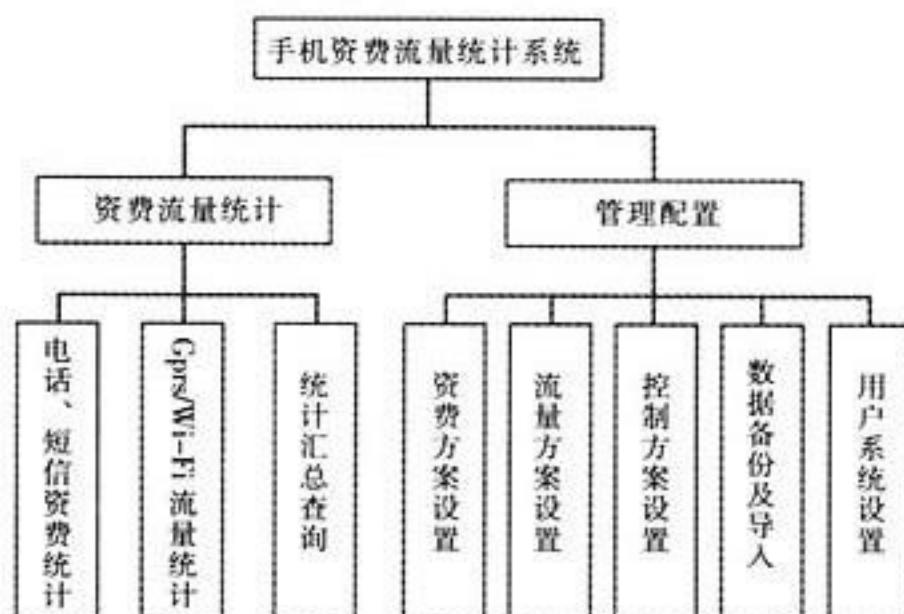 手机资费流量统计系统
资费流量统计
管理配置
电话、短信资费统计
Gprs/Wi-Fi流量统计
统计汇总查询
资费方案设置
流量方案设置
控制方案设置
数据备份及导入
用户系统设置